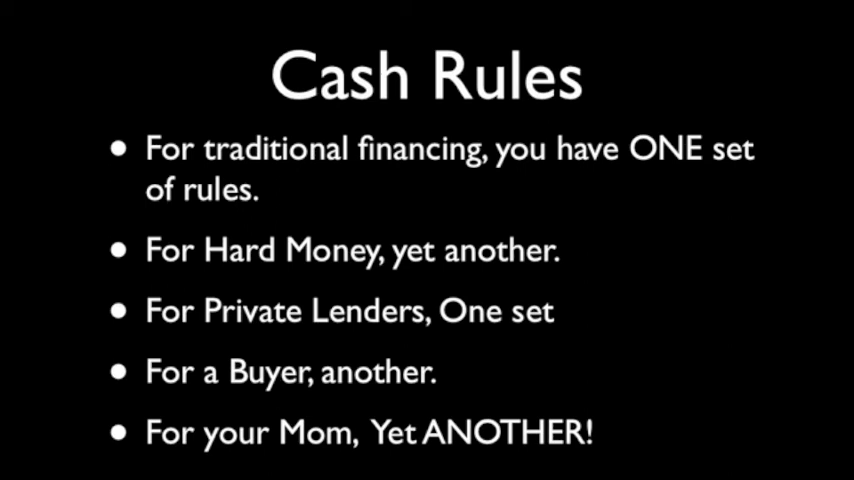 Cash Rules
• For traditional financing, you have ONE set
of rules.
• For Hard Money, yet another.
• For Private Lenders, One set
• For a Buyer, another.
• For your Mom, Yet ANOTHER!